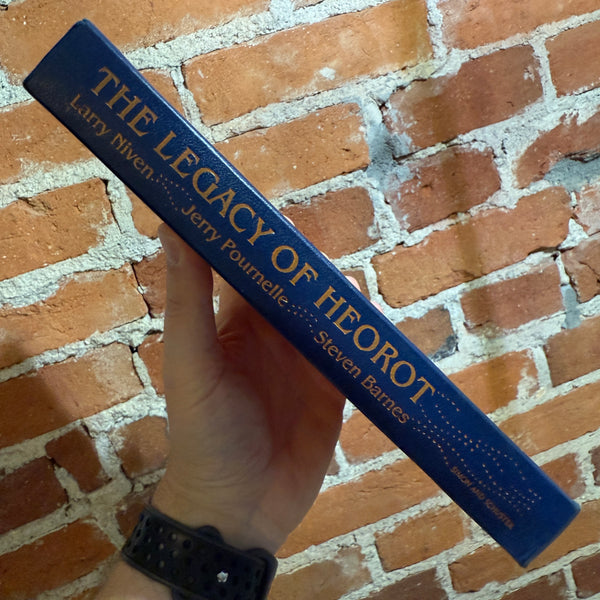 THE LEGACY OF HEOROT
Larry Niven Jerry Pournelle Steven Barnes
SIMON AND SCHUSTER